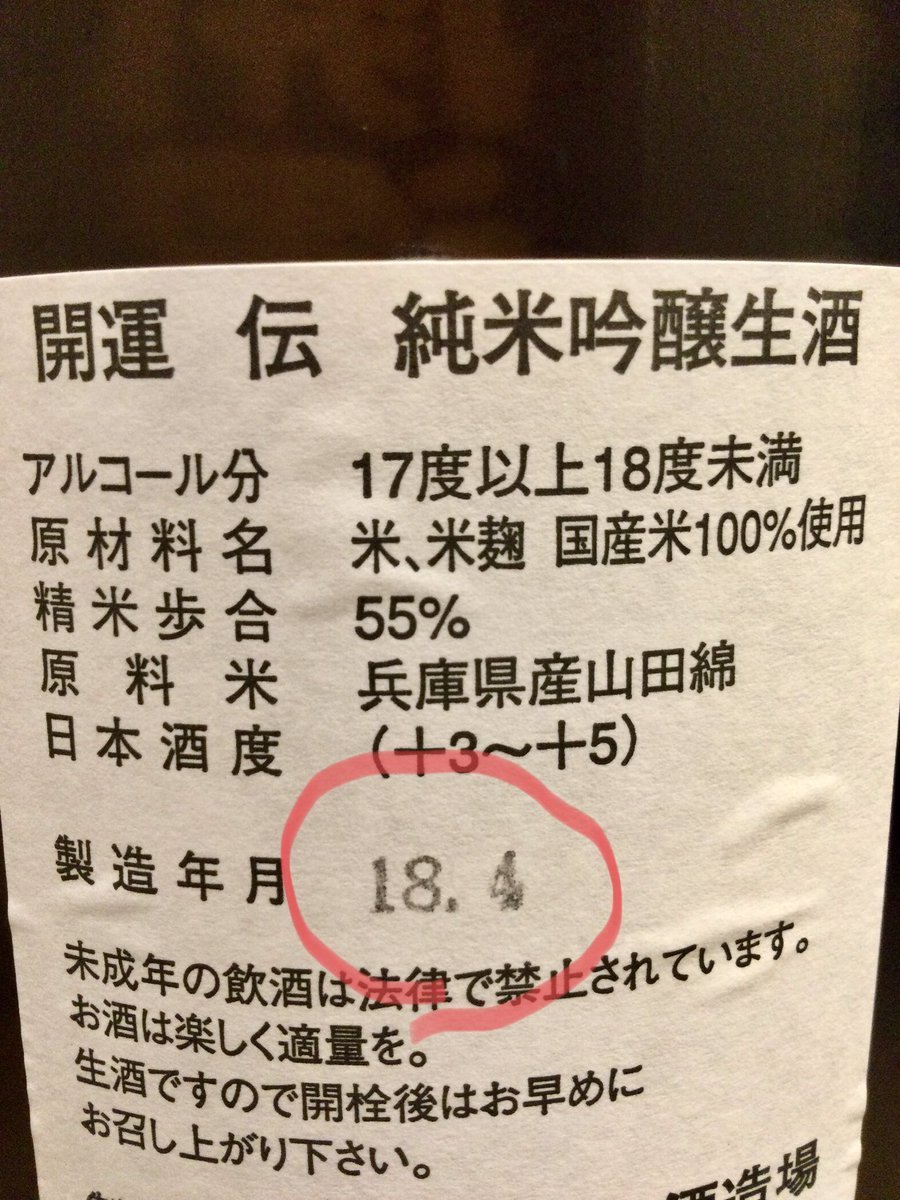 開運 伝 純米吟醸生酒
アルコール分 17度以上18度未満
原材料名 米、米麹 国産米100%使用
精米歩合 55%
原料米 兵庫県産山田綿
日本酒度 (+3〜+5)
製造年月 18.4
未成年の飲酒は法律で禁止されています。
お酒は楽しく適量を。
生酒ですので開栓後はお早めに
お召し上がり下さい。
酒造場